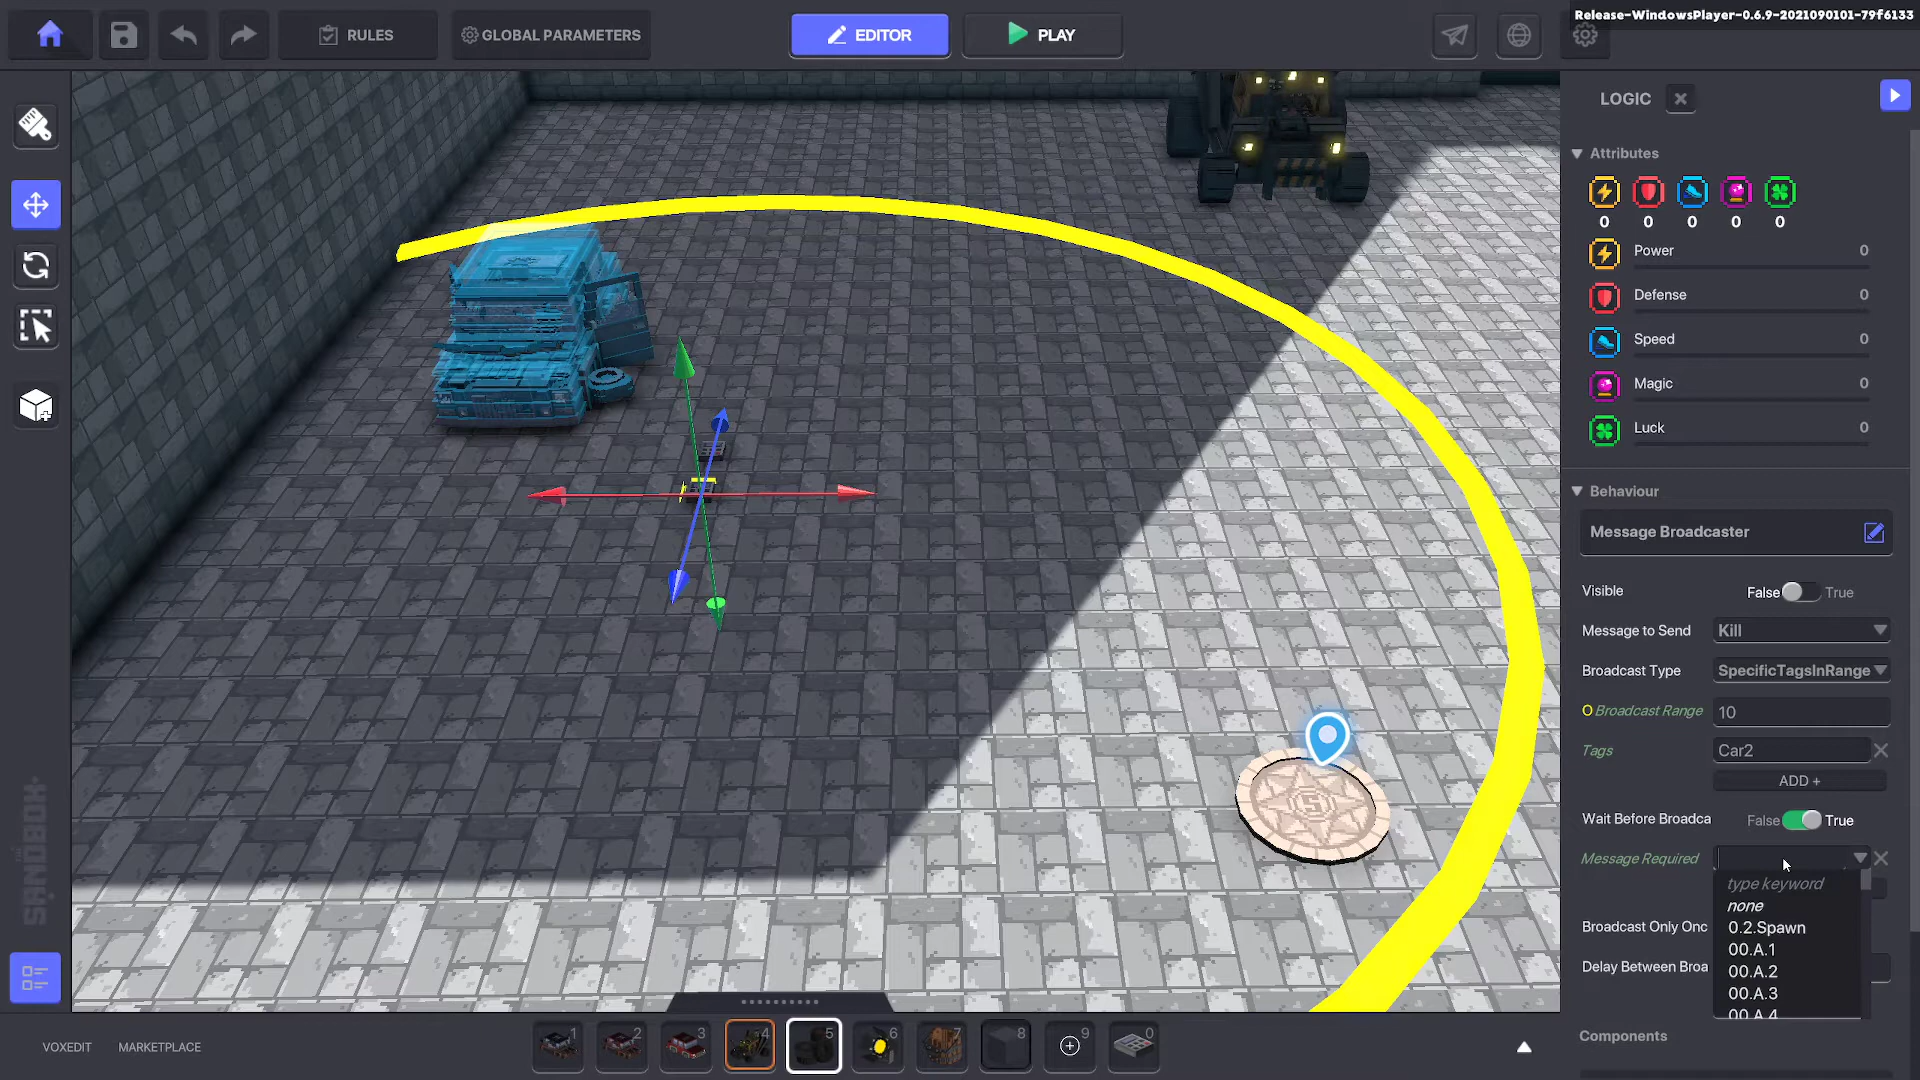 Release-WindowsPlayer-0.6.9-2021090101-79f6133
RULES
GLOBAL PARAMETERS
EDITOR
PLAY
LOGIC
Attributes
0 0 0 0 0
Power 0
Defense 0
Speed 0
Magic 0
Luck 0
Behaviour
Message Broadcaster
Visible False True
Message to Send Kill
Broadcast Type SpecificTagsInRange
Broadcast Range 10
Tags Car2
ADD +
Wait Before Broadca False True
Message Required
type keyword
none
0.2.Spawn
Broadcast Only Onc
00.A.1
Delay Between Broa
00.A.2
00.A.3
00.A.4
Components
THE SANDBOX
VOXEDIT
MARKETPLACE
1 2 3 4 5 6 7 8 9 0